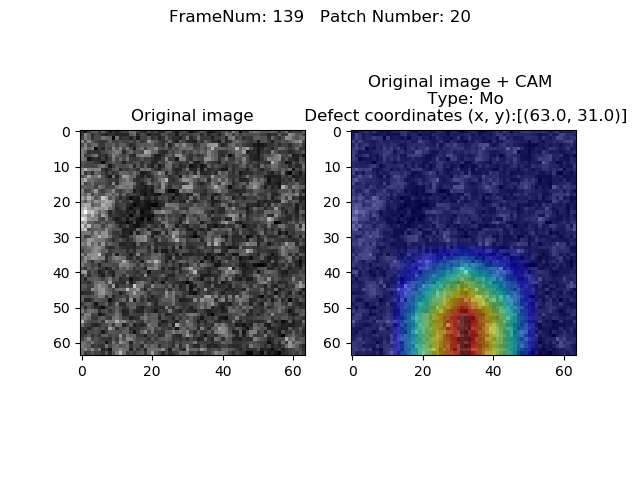 FrameNum: 139   Patch Number: 20
Original image
0
10
20
30
40
50
60
0 20 40 60
Original image + CAM
Type: Mo
Defect coordinates (x, y):[(63.0, 31.0)]
0
10
20
30
40
50
60
0 20 40 60